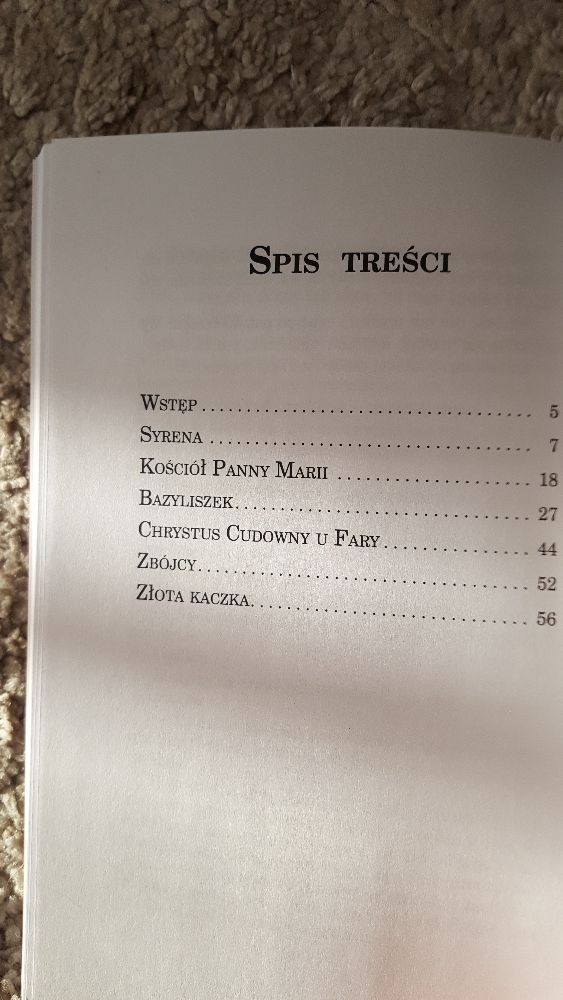 Spis treści
Wstęp . . . . . . . . . . . . . . . . . . . . . . . . . . . . . . . . . . . . . 5
Syrena . . . . . . . . . . . . . . . . . . . . . . . . . . . . . . . . . . . . 7
Kościół Panny Marii . . . . . . . . . . . . . . . . . . . . . . 18
Bazyliszek . . . . . . . . . . . . . . . . . . . . . . . . . . . . . . . . . 27
Chrystus Cudowny u Fary . . . . . . . . . . . . . . . . 44
Zbójcy . . . . . . . . . . . . . . . . . . . . . . . . . . . . . . . . . . . . . 52
Złota kaczka . . . . . . . . . . . . . . . . . . . . . . . . . . . . . . . 56